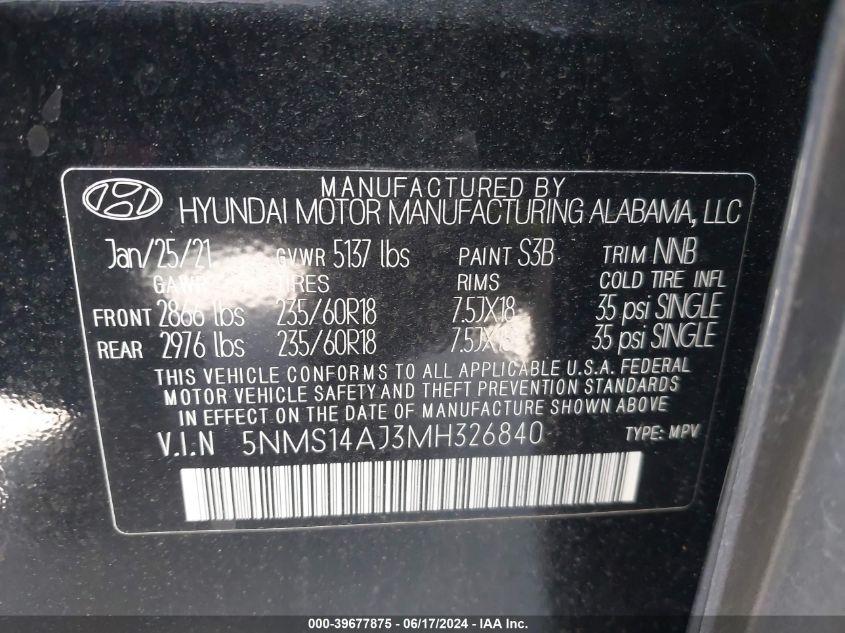 MANUFACTURED BY
HYUNDAI MOTOR MANUFACTURING ALABAMA, LLC
Jan/25/21 GVWR 5137 lbs PAINT S3B TRIM NNB
GAWR TIRES RIMS COLD TIRE INFL
FRONT 2866 lbs 235/60R18 7.5JX18 35 psi SINGLE
REAR 2976 lbs 235/60R18 7.5JX18 35 psi SINGLE
THIS VEHICLE CONFORMS TO ALL APPLICABLE U.S.A. FEDERAL
MOTOR VEHICLE SAFETY AND THEFT PREVENTION STANDARDS
IN EFFECT ON THE DATE OF MANUFACTURE SHOWN ABOVE
V.I.N 5NMS14AJ3MH326840 TYPE: MPV
000-39677875 - 06/17/2024 - © IAA, Inc.